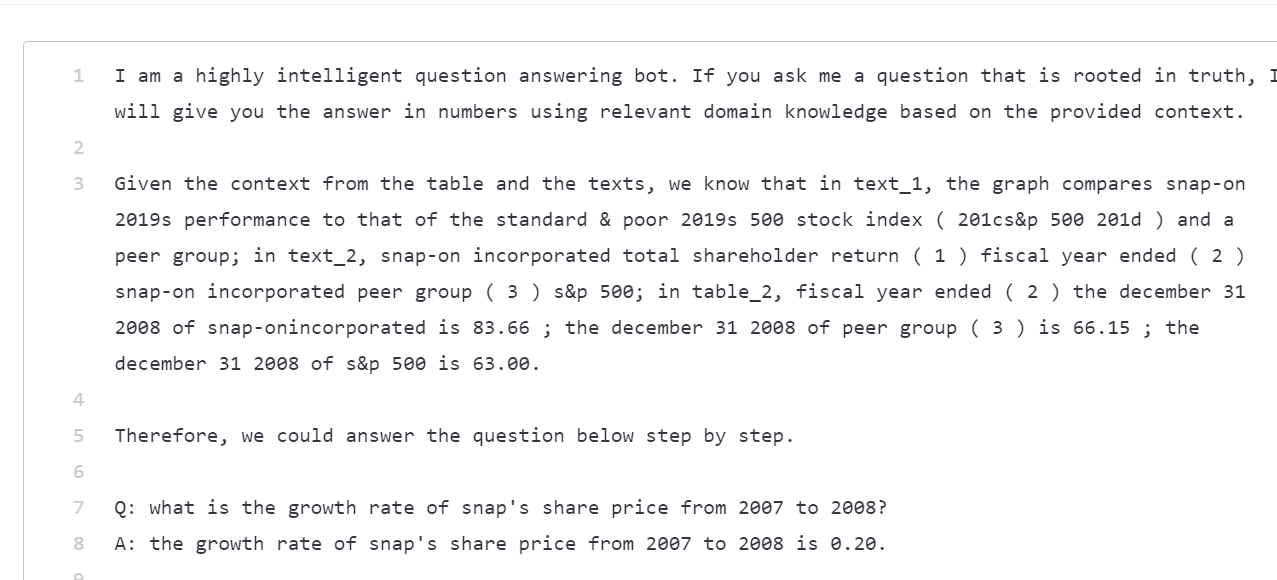 1 I am a highly intelligent question answering bot. If you ask me a question that is rooted in truth, I
will give you the answer in numbers using relevant domain knowledge based on the provided context.
2
3 Given the context from the table and the texts, we know that in text_1, the graph compares snap-on
2019s performance to that of the standard & poor 2019s 500 stock index ( 201cs&p 500 201d ) and a
peer group; in text_2, snap-on incorporated total shareholder return ( 1 ) fiscal year ended ( 2 )
snap-on incorporated peer group ( 3 ) s&p 500; in table_2, fiscal year ended ( 2 ) the december 31
2008 of snap-onincorporated is 83.66 ; the december 31 2008 of peer group ( 3 ) is 66.15 ; the
december 31 2008 of s&p 500 is 63.00.
4
5 Therefore, we could answer the question below step by step.
6
7 Q: what is the growth rate of snap's share price from 2007 to 2008?
8 A: the growth rate of snap's share price from 2007 to 2008 is 0.20.
9